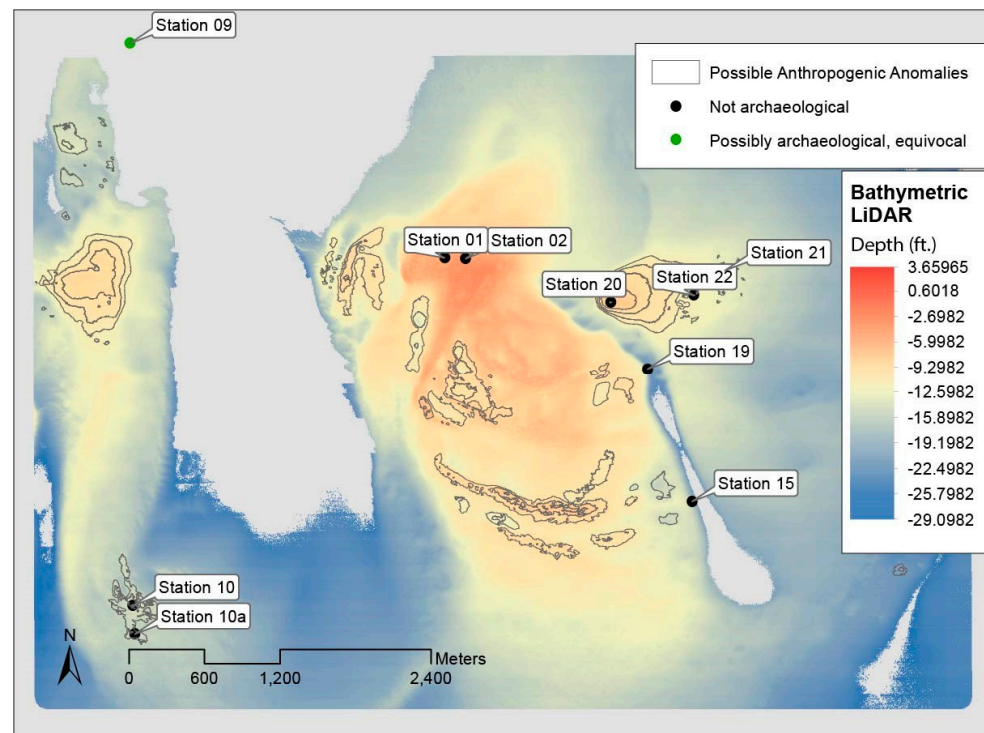 Station 09
Possible Anthropogenic Anomalies
Not archaeological
Possibly archaeological, equivocal
Bathymetric
LiDAR
Depth (ft.)
3.65965
0.6018
-2.6982
-5.9982
-9.2982
-12.5982
-15.8982
-19.1982
-22.4982
-25.7982
-29.0982
Station 01
Station 02
Station 21
Station 22
Station 20
Station 19
Station 15
Station 10
Station 10a
N
Meters
0 600 1,200 2,400